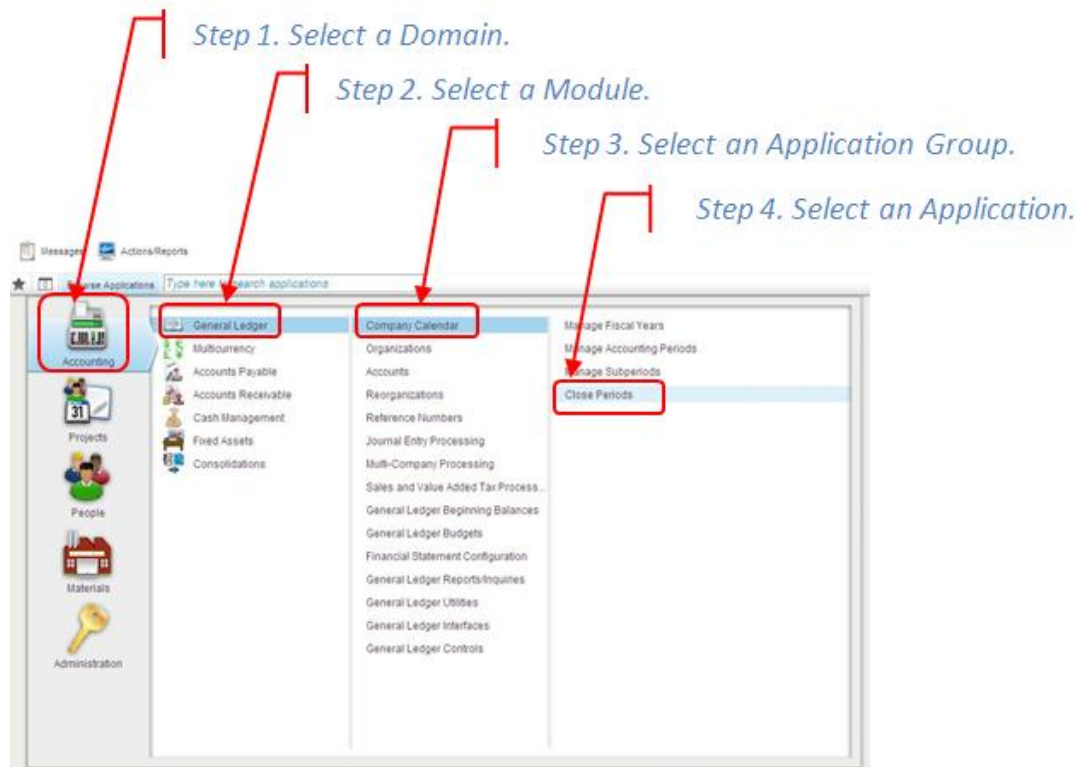 Step 1. Select a Domain.
Step 2. Select a Module.
Step 3. Select an Application Group.
Step 4. Select an Application.
Messages Actions/Reports
Browse Applications Type here to search applications
Accounting
Projects
People
Materials
Administration
General Ledger
Multicurrency
Accounts Payable
Accounts Receivable
Cash Management
Fixed Assets
Consolidations
Company Calendar
Organizations
Accounts
Reorganizations
Reference Numbers
Journal Entry Processing
Multi-Company Processing
Sales and Value Added Tax Process...
General Ledger Beginning Balances
General Ledger Budgets
Financial Statement Configuration
General Ledger Reports/Inquiries
General Ledger Utilities
General Ledger Interfaces
General Ledger Controls
Manage Fiscal Years
Manage Accounting Periods
Manage Subperiods
Close Periods
31